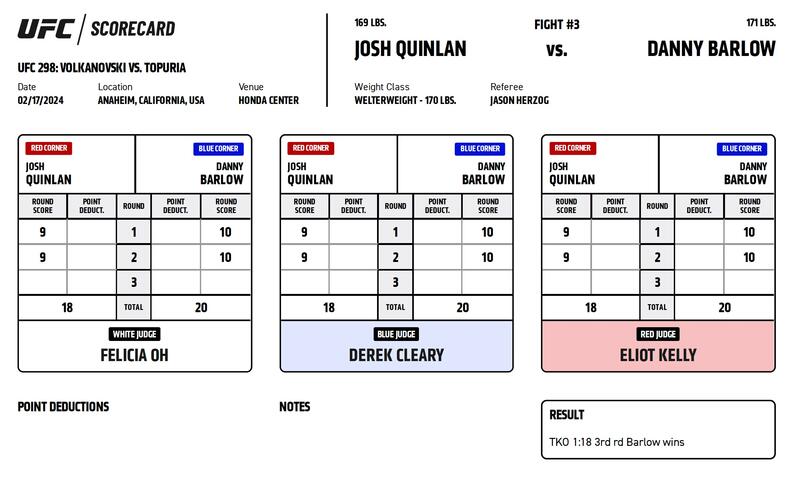 UFC / SCORECARD
UFC 298: VOLKANOVSKI VS. TOPURIA
Date Location Venue
02/17/2024 ANAHEIM, CALIFORNIA, USA HONDA CENTER
169 LBS. FIGHT #3 171 LBS.
JOSH QUINLAN vs. DANNY BARLOW
Weight Class Referee
WELTERWEIGHT - 170 LBS. JASON HERZOG
RED CORNER BLUE CORNER
JOSH DANNY
QUINLAN BARLOW
ROUND SCORE POINT DEDUCT. ROUND POINT DEDUCT. ROUND SCORE
9 1 10
9 2 10
3
18 TOTAL 20
WHITE JUDGE
FELICIA OH
RED CORNER BLUE CORNER
JOSH DANNY
QUINLAN BARLOW
ROUND SCORE POINT DEDUCT. ROUND POINT DEDUCT. ROUND SCORE
9 1 10
9 2 10
3
18 TOTAL 20
BLUE JUDGE
DEREK CLEARY
RED CORNER BLUE CORNER
JOSH DANNY
QUINLAN BARLOW
ROUND SCORE POINT DEDUCT. ROUND POINT DEDUCT. ROUND SCORE
9 1 10
9 2 10
3
18 TOTAL 20
RED JUDGE
ELIOT KELLY
POINT DEDUCTIONS
NOTES
RESULT
TKO 1:18 3rd rd Barlow wins